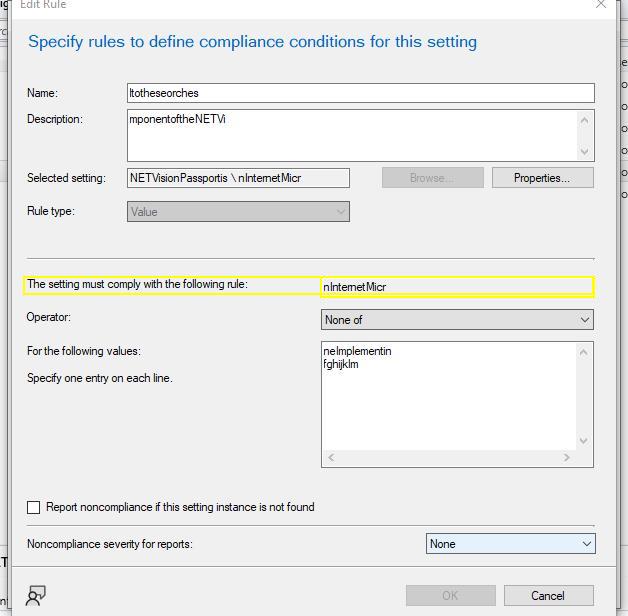 Edit Rule
Specify rules to define compliance conditions for this setting
Name:
ltothesearches
Description:
mponentoftheNETVi
Selected setting:
NETVisionPassportis \ nInternetMicr
Browse...
Properties...
Rule type:
Value
The setting must comply with the following rule:
nInternetMicr
Operator:
None of
For the following values:
Specify one entry on each line.
neImplementin
fghijklm
Report noncompliance if this setting instance is not found
Noncompliance severity for reports:
None
OK
Cancel